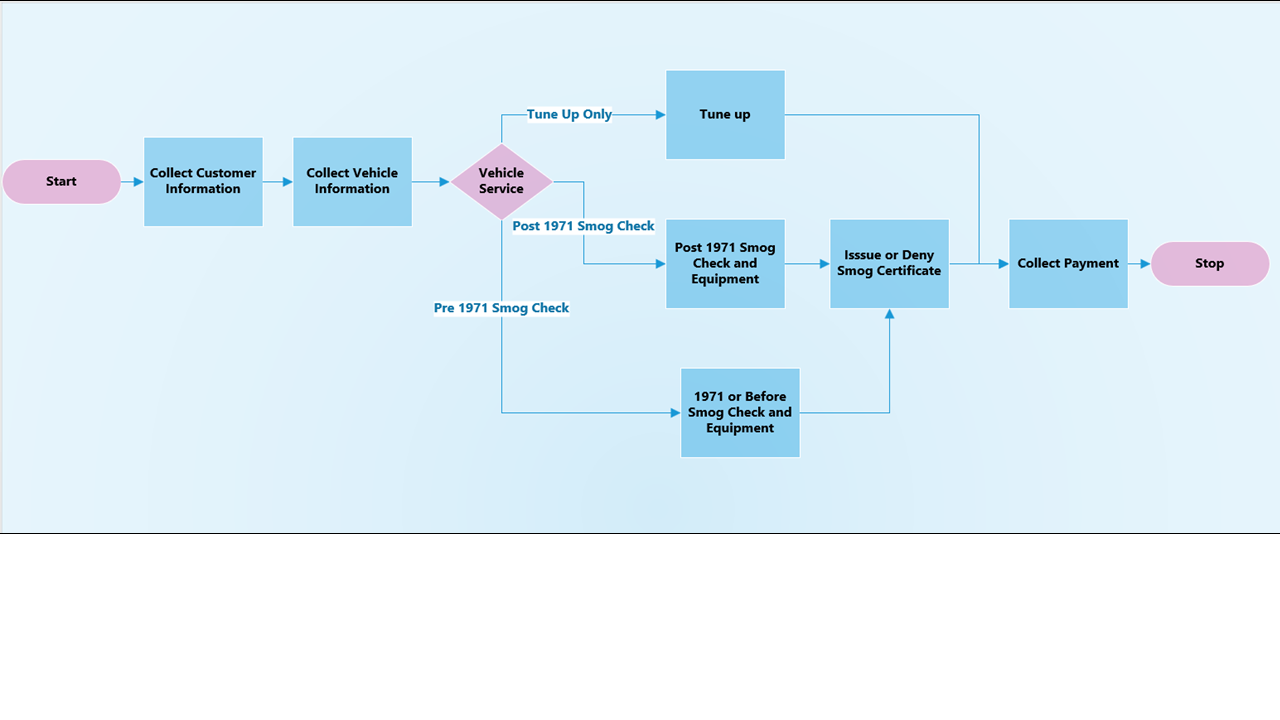 Start
Collect Customer
Information
Collect Vehicle
Information
Vehicle
Service
Tune Up Only
Tune up
Post 1971 Smog Check
Post 1971 Smog
Check and
Equipment
Isssue or Deny
Smog Certificate
Collect Payment
Stop
Pre 1971 Smog Check
1971 or Before
Smog Check and
Equipment